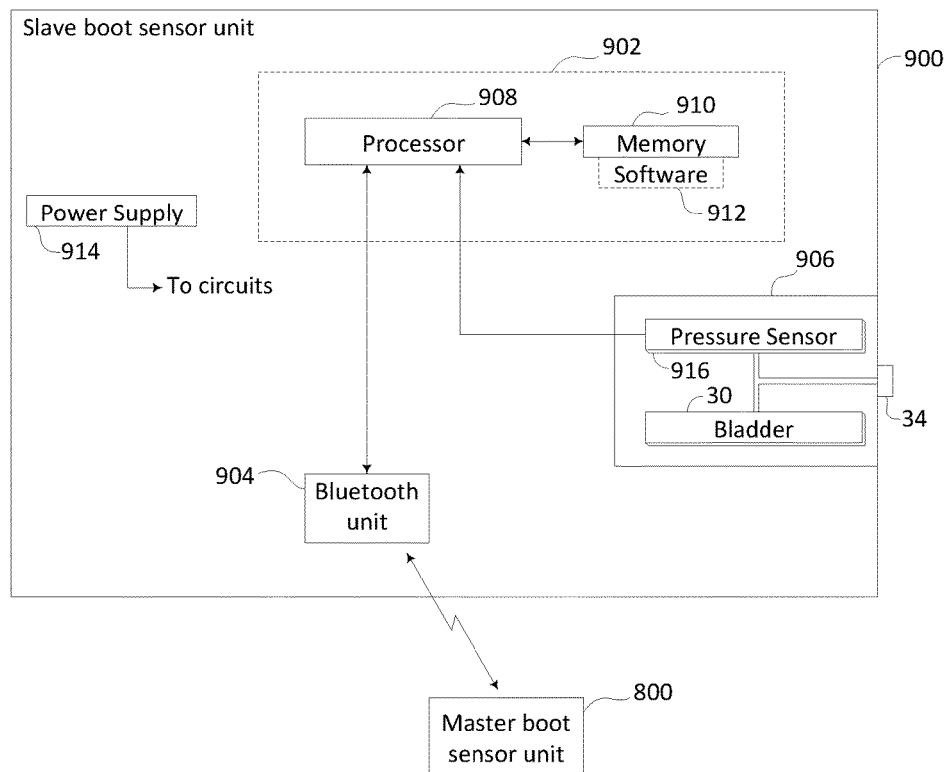 Slave boot sensor unit
900
902
908
910
Processor
Memory
Software
912
Power Supply
914
To circuits
906
Pressure Sensor
916
30
34
Bladder
904
Bluetooth
unit
800
Master boot
sensor unit